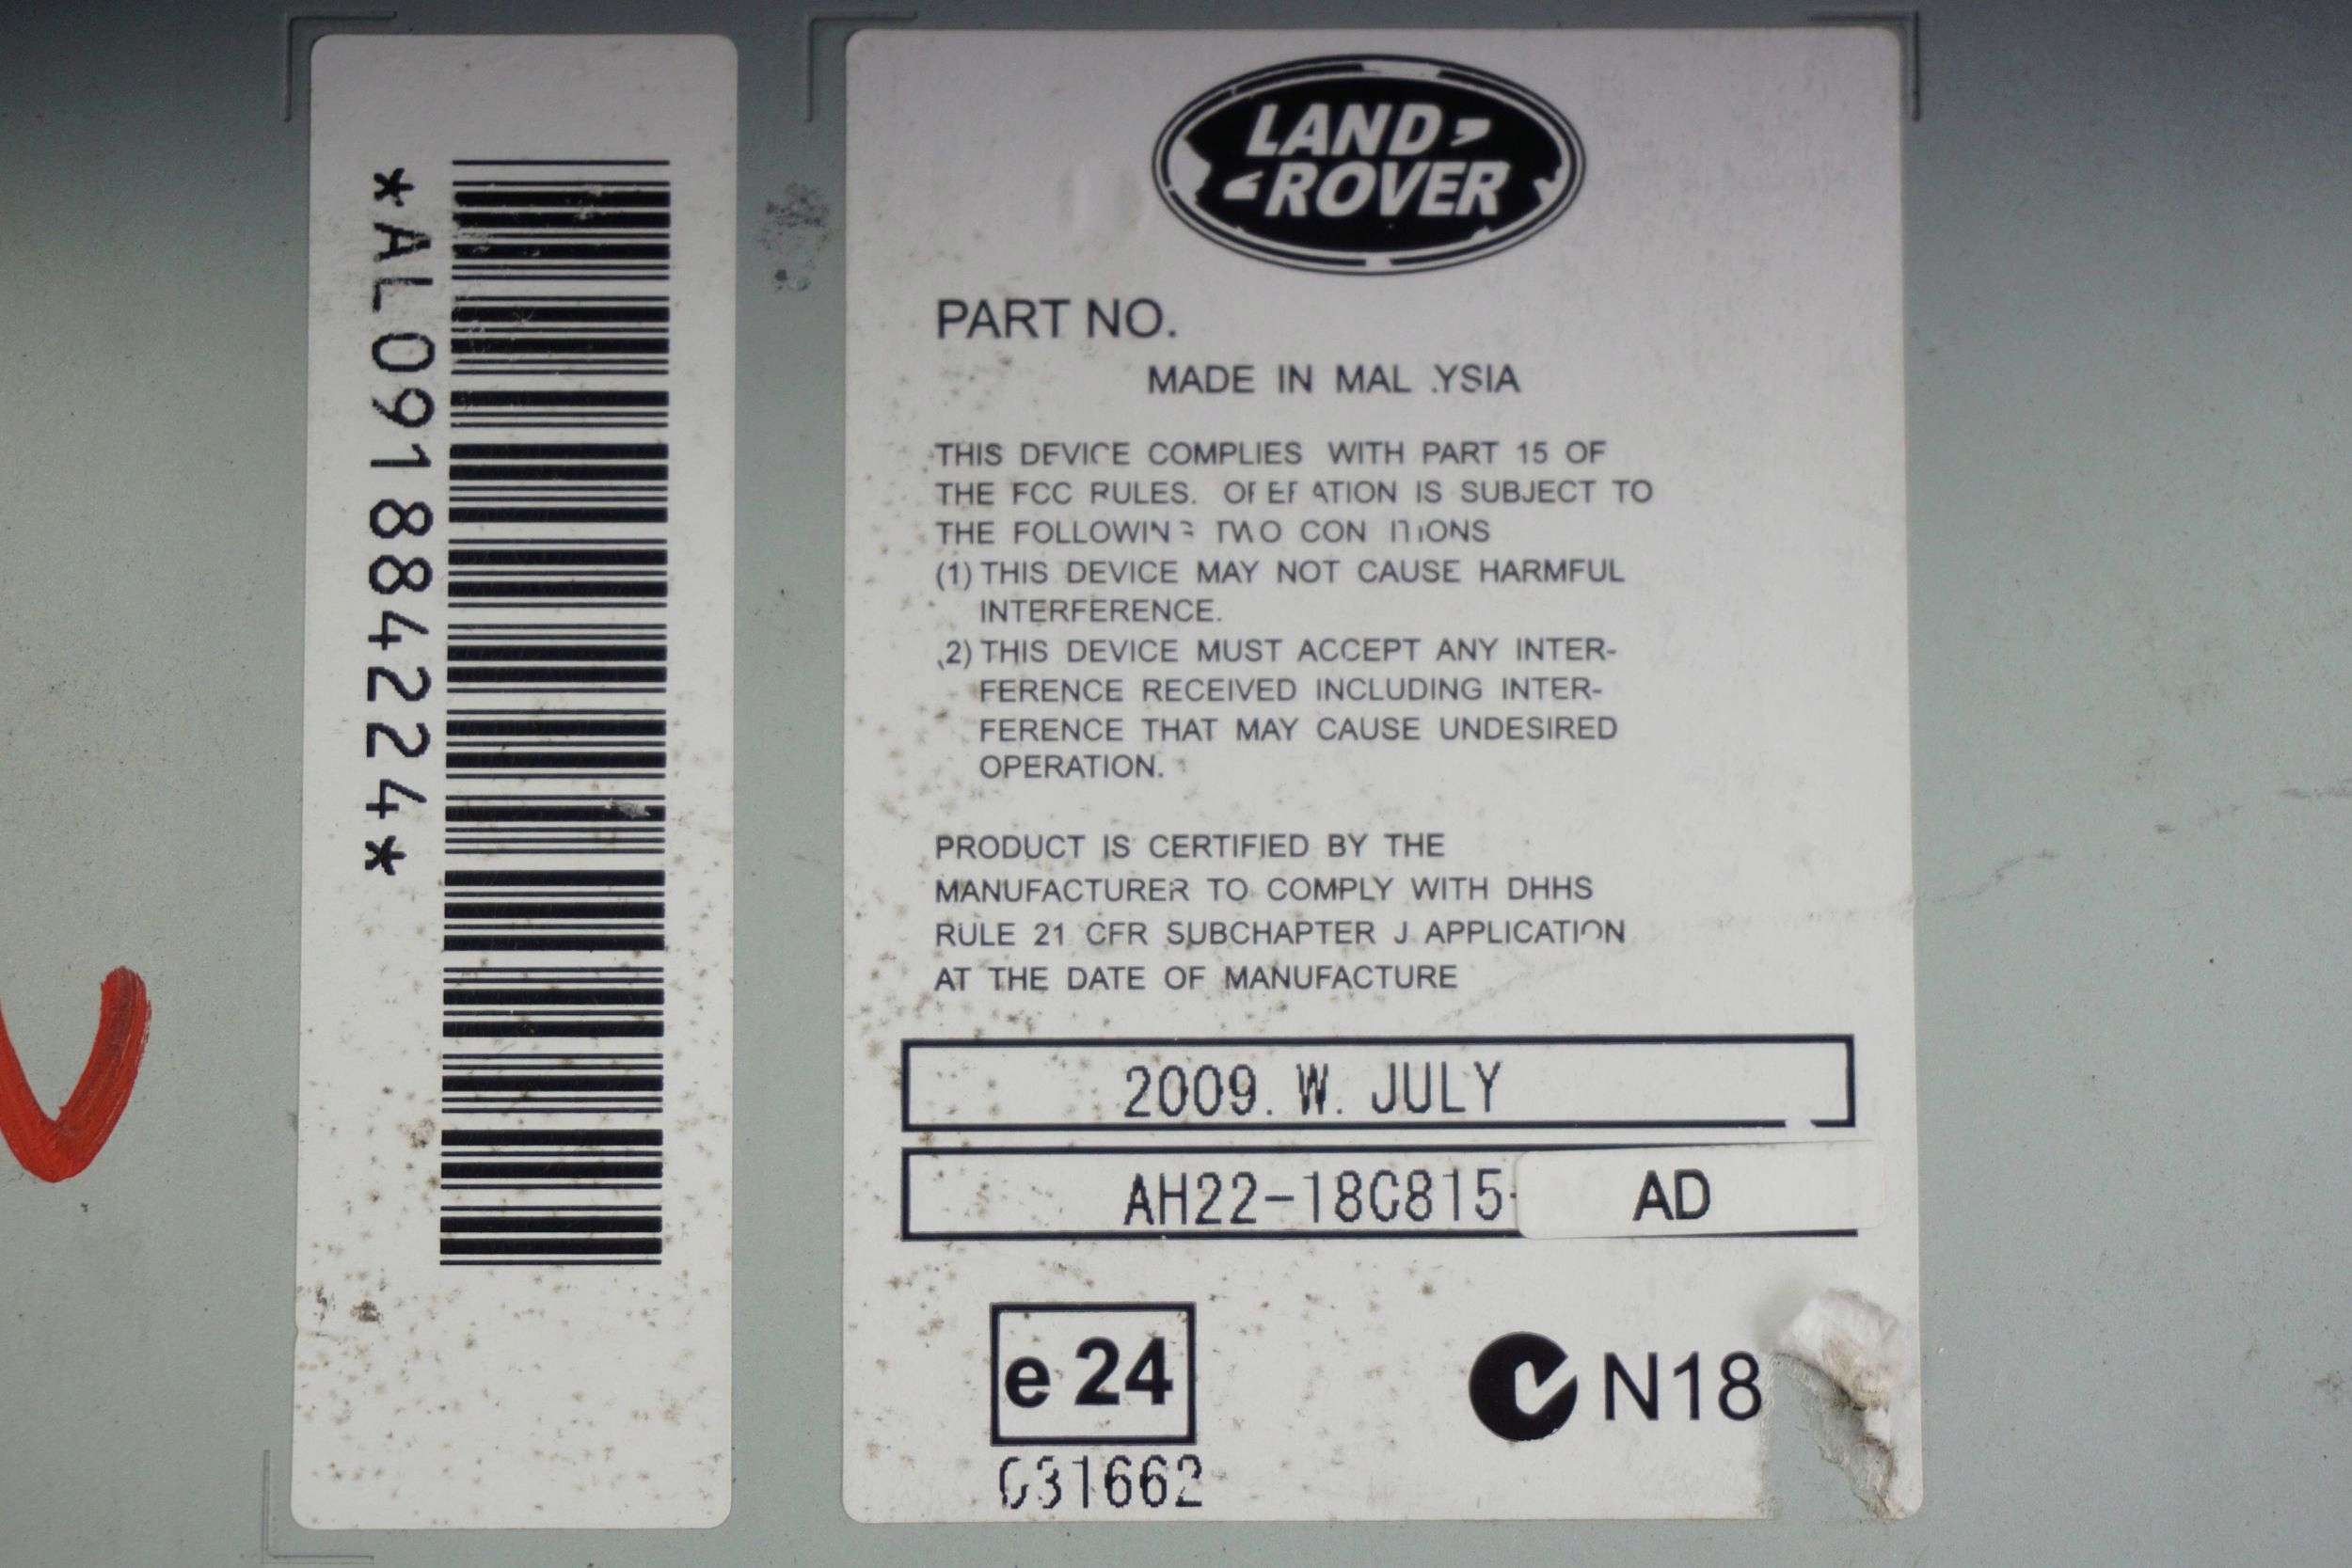 *AL091884224*
LAND
ROVER
PART NO.
MADE IN MAL YSIA
THIS DEVICE COMPLIES WITH PART 15 OF
THE FCC RULES. OPERATION IS SUBJECT TO
THE FOLLOWING TWO CONDITIONS
(1) THIS DEVICE MAY NOT CAUSE HARMFUL
INTERFERENCE.
(2) THIS DEVICE MUST ACCEPT ANY INTER-
FERENCE RECEIVED INCLUDING INTER-
FERENCE THAT MAY CAUSE UNDESIRED
OPERATION.
PRODUCT IS CERTIFIED BY THE
MANUFACTURER TO COMPLY WITH DHHS
RULE 21 CFR SUBCHAPTER J APPLICATION
AT THE DATE OF MANUFACTURE
2009. W. JULY
AH22-18C815- AD
e 24
031662
N18